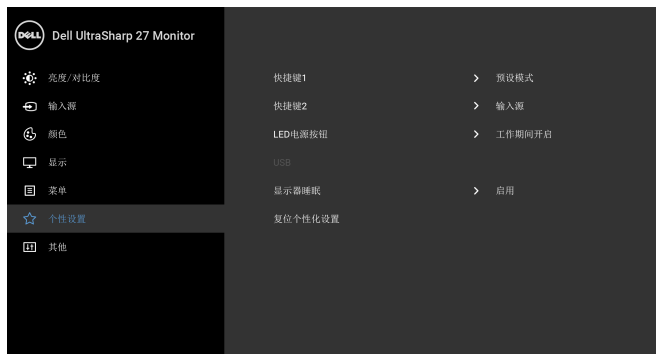 DELL Dell UltraSharp 27 Monitor
亮度/对比度 快捷键1 预设模式
输入源 快捷键2 输入源
颜色 LED电源按钮 工作期间开启
显示 USB
菜单 显示器睡眠 启用
个性设置 复位个性化设置
其他